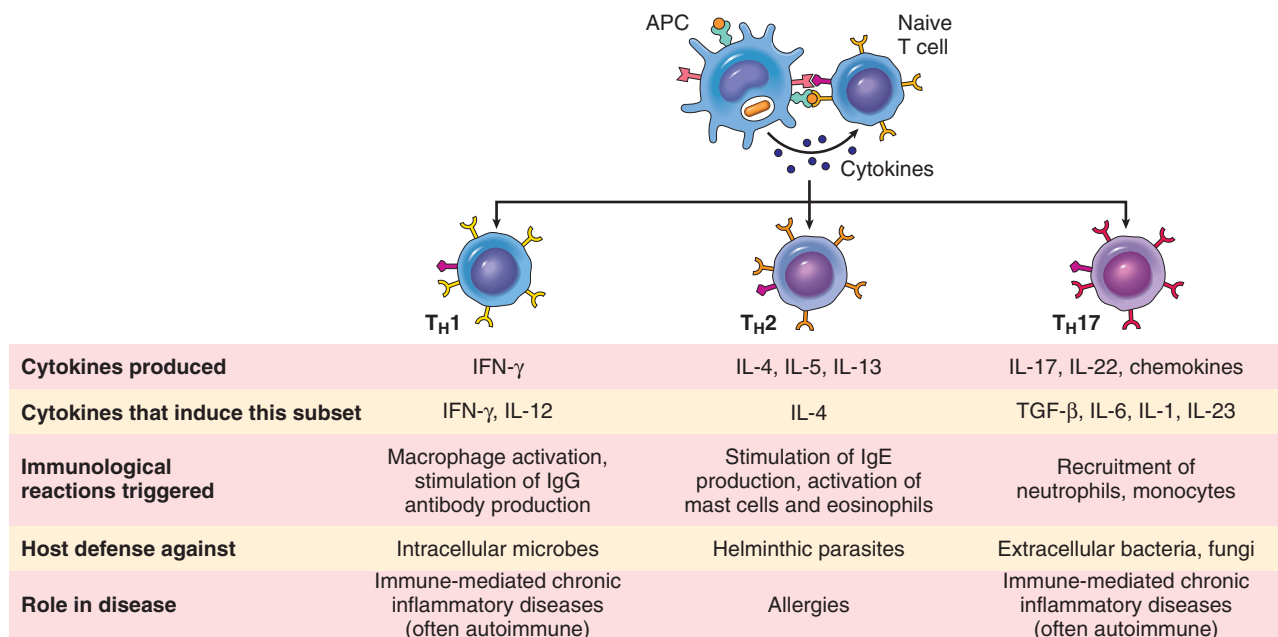 APC
Naive
T cell
Cytokines
TH1
TH2
TH17
Cytokines produced
IFN-γ
IL-4, IL-5, IL-13
IL-17, IL-22, chemokines
Cytokines that induce this subset
IFN-γ, IL-12
IL-4
TGF-β, IL-6, IL-1, IL-23
Immunological
reactions triggered
Macrophage activation,
stimulation of IgG
antibody production
Stimulation of IgE
production, activation of
mast cells and eosinophils
Recruitment of
neutrophils, monocytes
Host defense against
Intracellular microbes
Helminthic parasites
Extracellular bacteria, fungi
Role in disease
Immune-mediated chronic
inflammatory diseases
(often autoimmune)
Allergies
Immune-mediated chronic
inflammatory diseases
(often autoimmune)